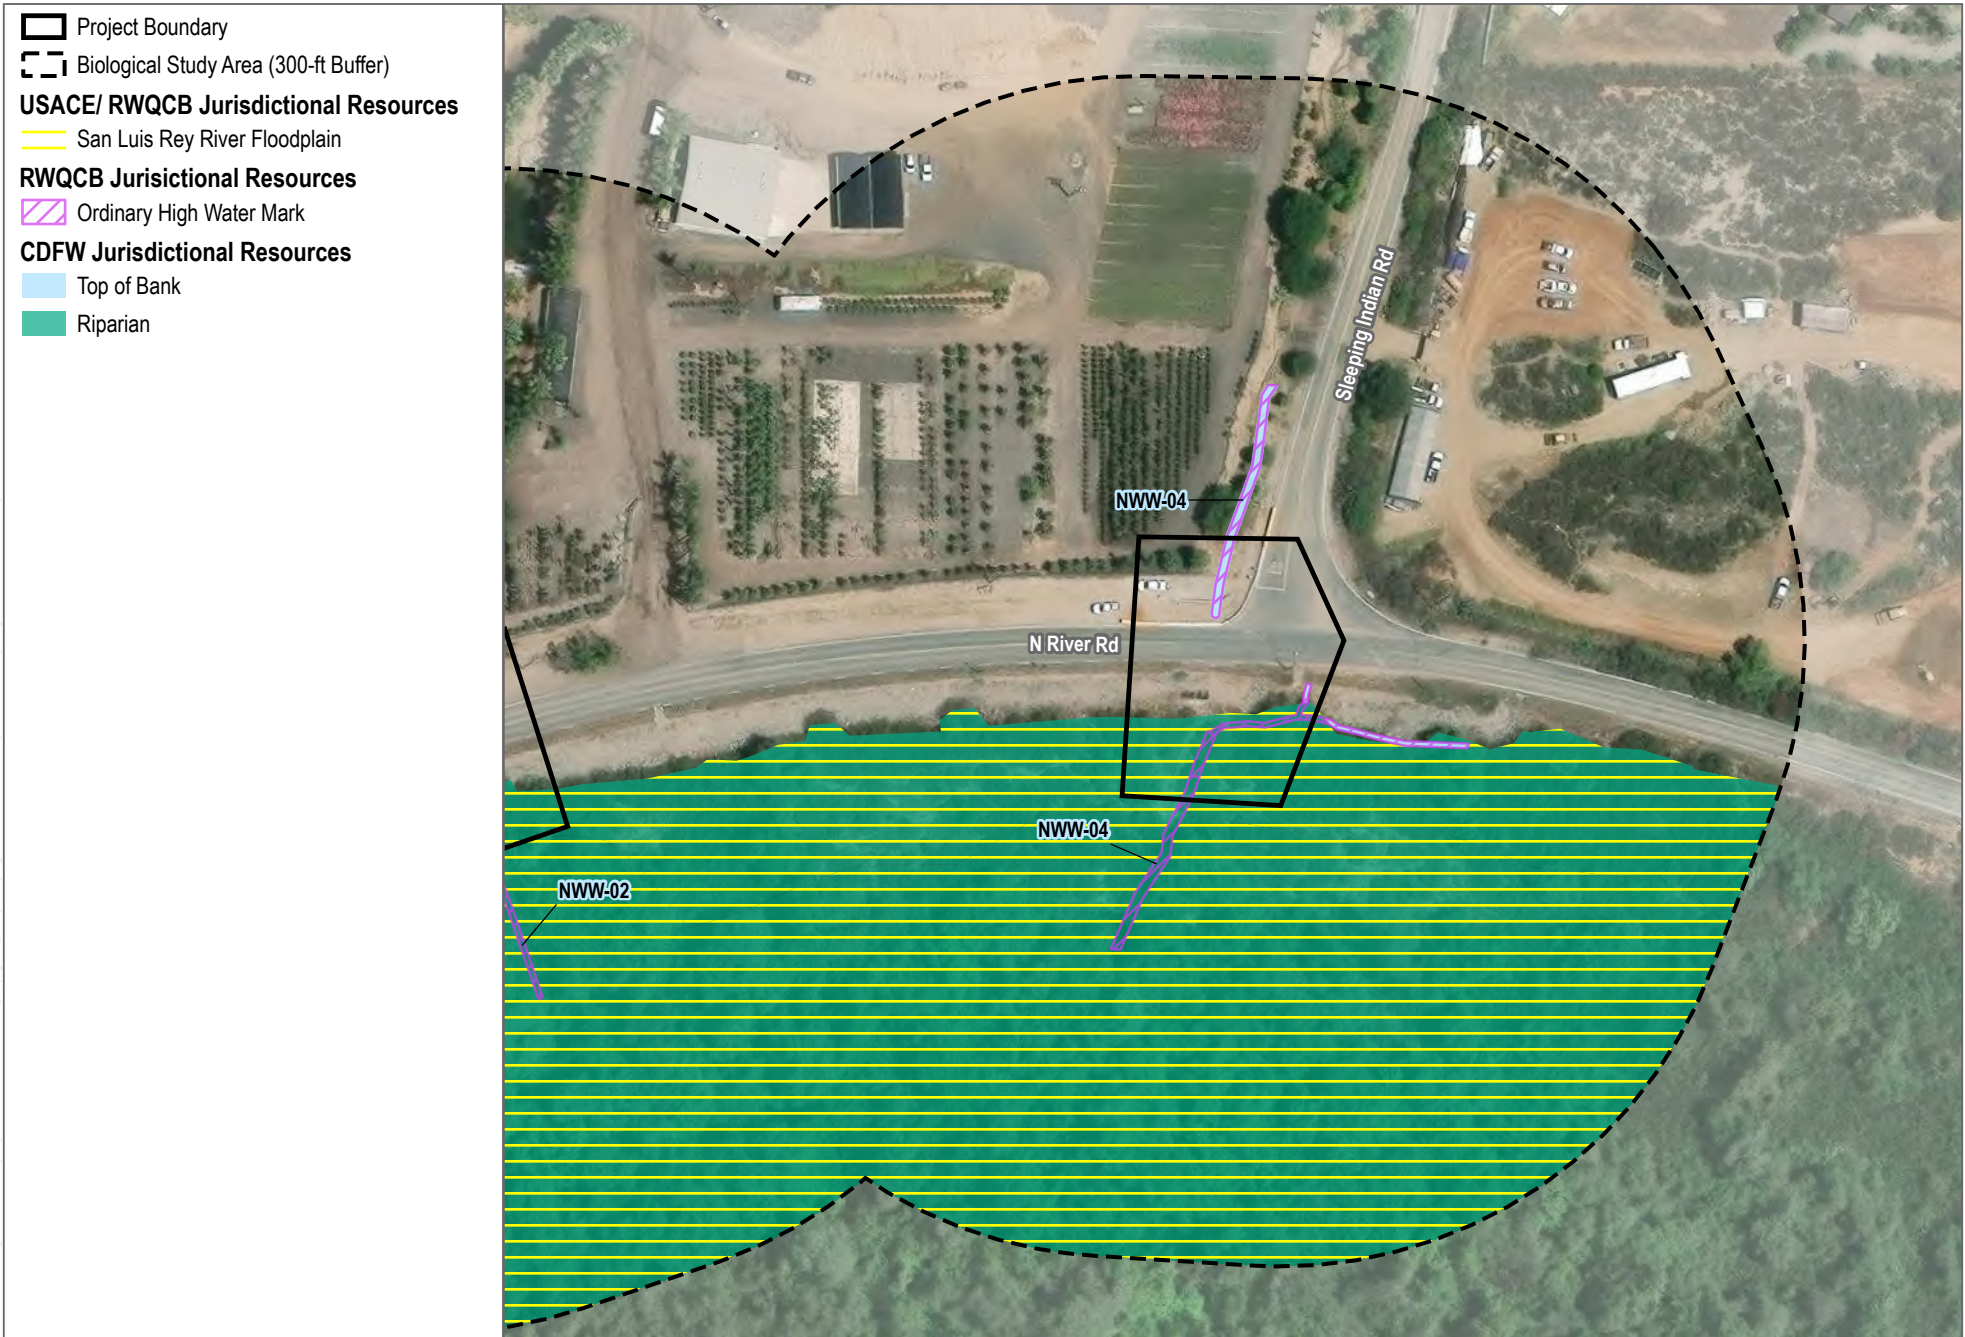 Project Boundary
Biological Study Area (300-ft Buffer)
USACE/ RWQCB Jurisdictional Resources
San Luis Rey River Floodplain
RWQCB Jurisictional Resources
Ordinary High Water Mark
CDFW Jurisdictional Resources
Top of Bank
Riparian
Sleeping Indian Rd
NWW-04
N River Rd
NWW-04
NWW-02